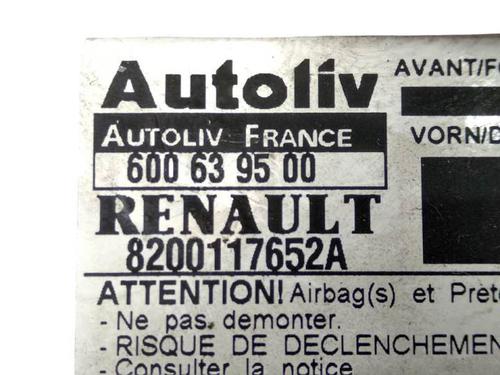 Autoliv
AVANT/
AUTOLIV FRANCE
VORN/
600 63 95 00
RENAULT
8200117652A
ATTENTION! Airbag(s) et
- Ne pas demonter.
- RISQUE DE DECLENCHEMEN
- Consulter la notice